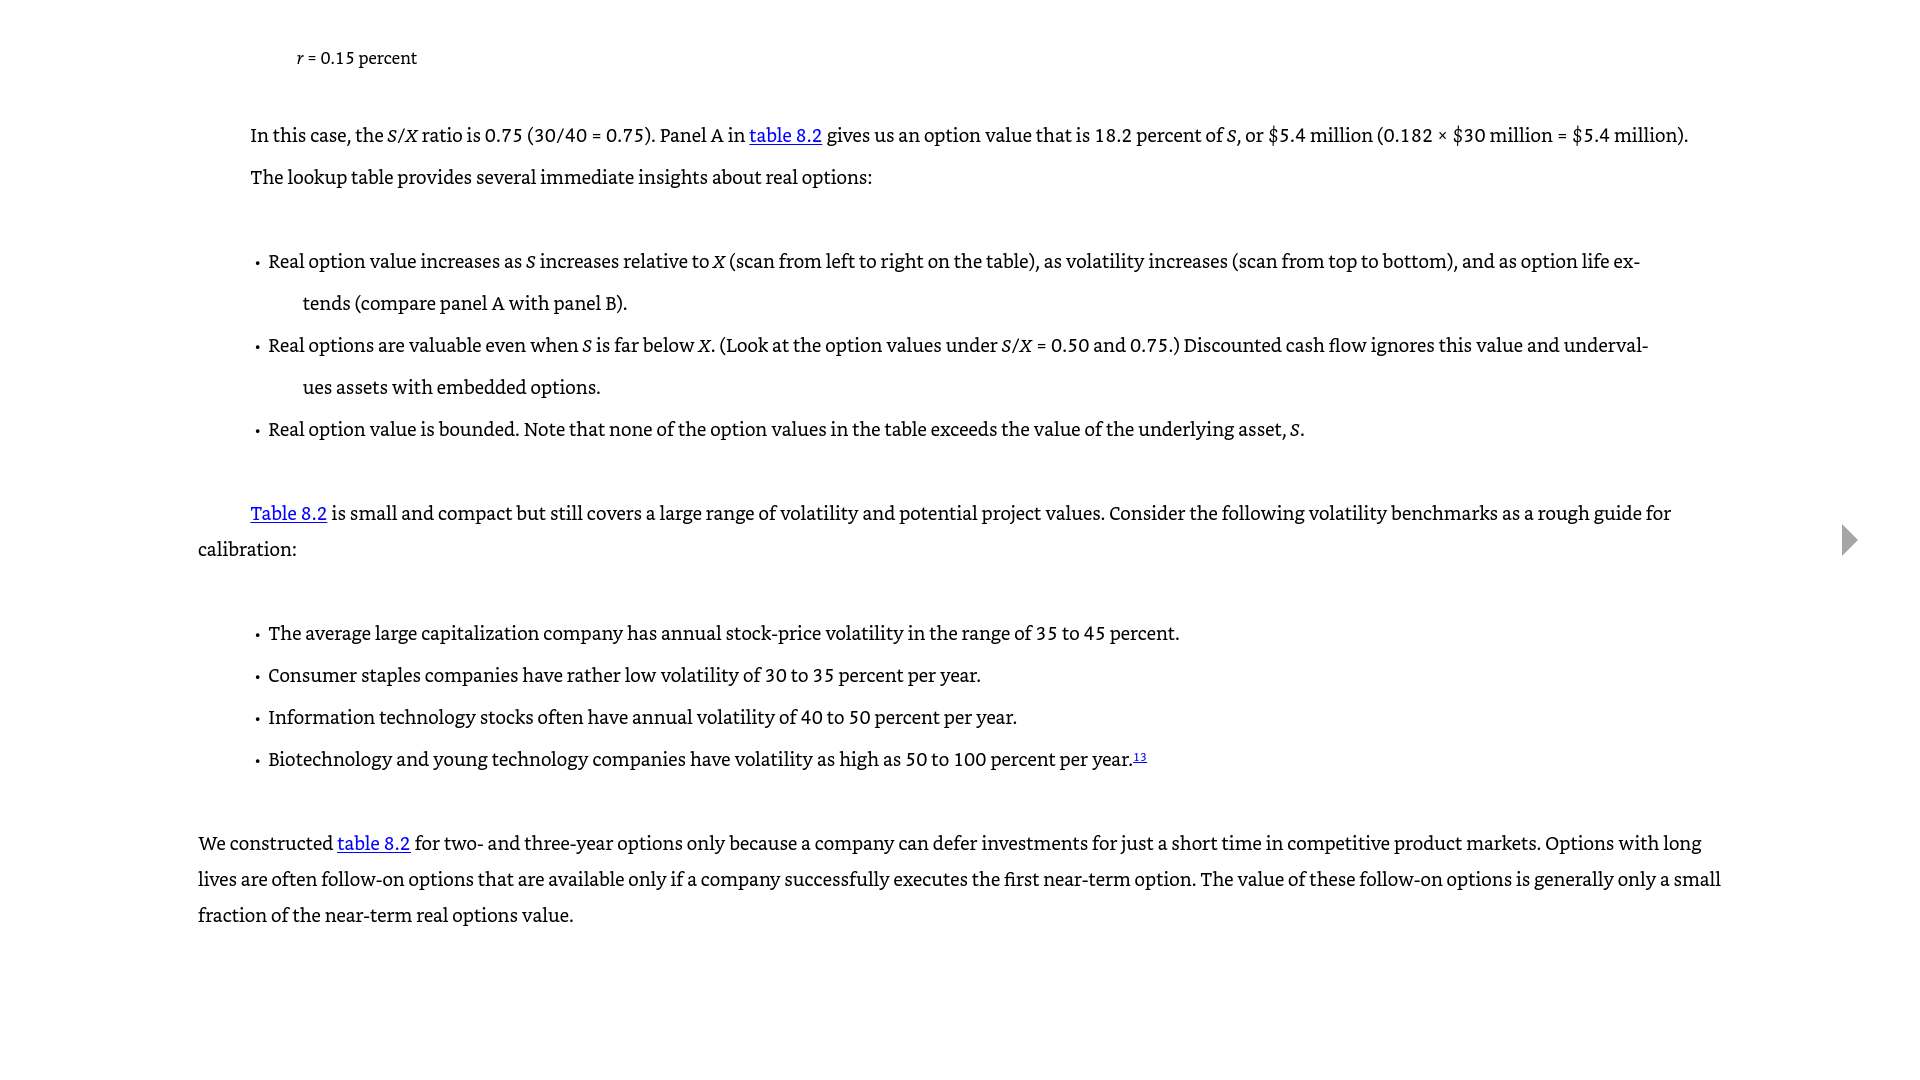 r = 0.15 percent
In this case, the S/X ratio is 0.75 (30/40 = 0.75). Panel A in table 8.2 gives us an option value that is 18.2 percent of S, or $5.4 million (0.182 × $30 million = $5.4 million).
The lookup table provides several immediate insights about real options:
• Real option value increases as S increases relative to X (scan from left to right on the table), as volatility increases (scan from top to bottom), and as option life ex-
tends (compare panel A with panel B).
• Real options are valuable even when S is far below X. (Look at the option values under S/X = 0.50 and 0.75.) Discounted cash flow ignores this value and underval-
ues assets with embedded options.
• Real option value is bounded. Note that none of the option values in the table exceeds the value of the underlying asset, S.
Table 8.2 is small and compact but still covers a large range of volatility and potential project values. Consider the following volatility benchmarks as a rough guide for
calibration:
• The average large capitalization company has annual stock-price volatility in the range of 35 to 45 percent.
• Consumer staples companies have rather low volatility of 30 to 35 percent per year.
• Information technology stocks often have annual volatility of 40 to 50 percent per year.
• Biotechnology and young technology companies have volatility as high as 50 to 100 percent per year.13
We constructed table 8.2 for two- and three-year options only because a company can defer investments for just a short time in competitive product markets. Options with long
lives are often follow-on options that are available only if a company successfully executes the first near-term option. The value of these follow-on options is generally only a small
fraction of the near-term real options value.